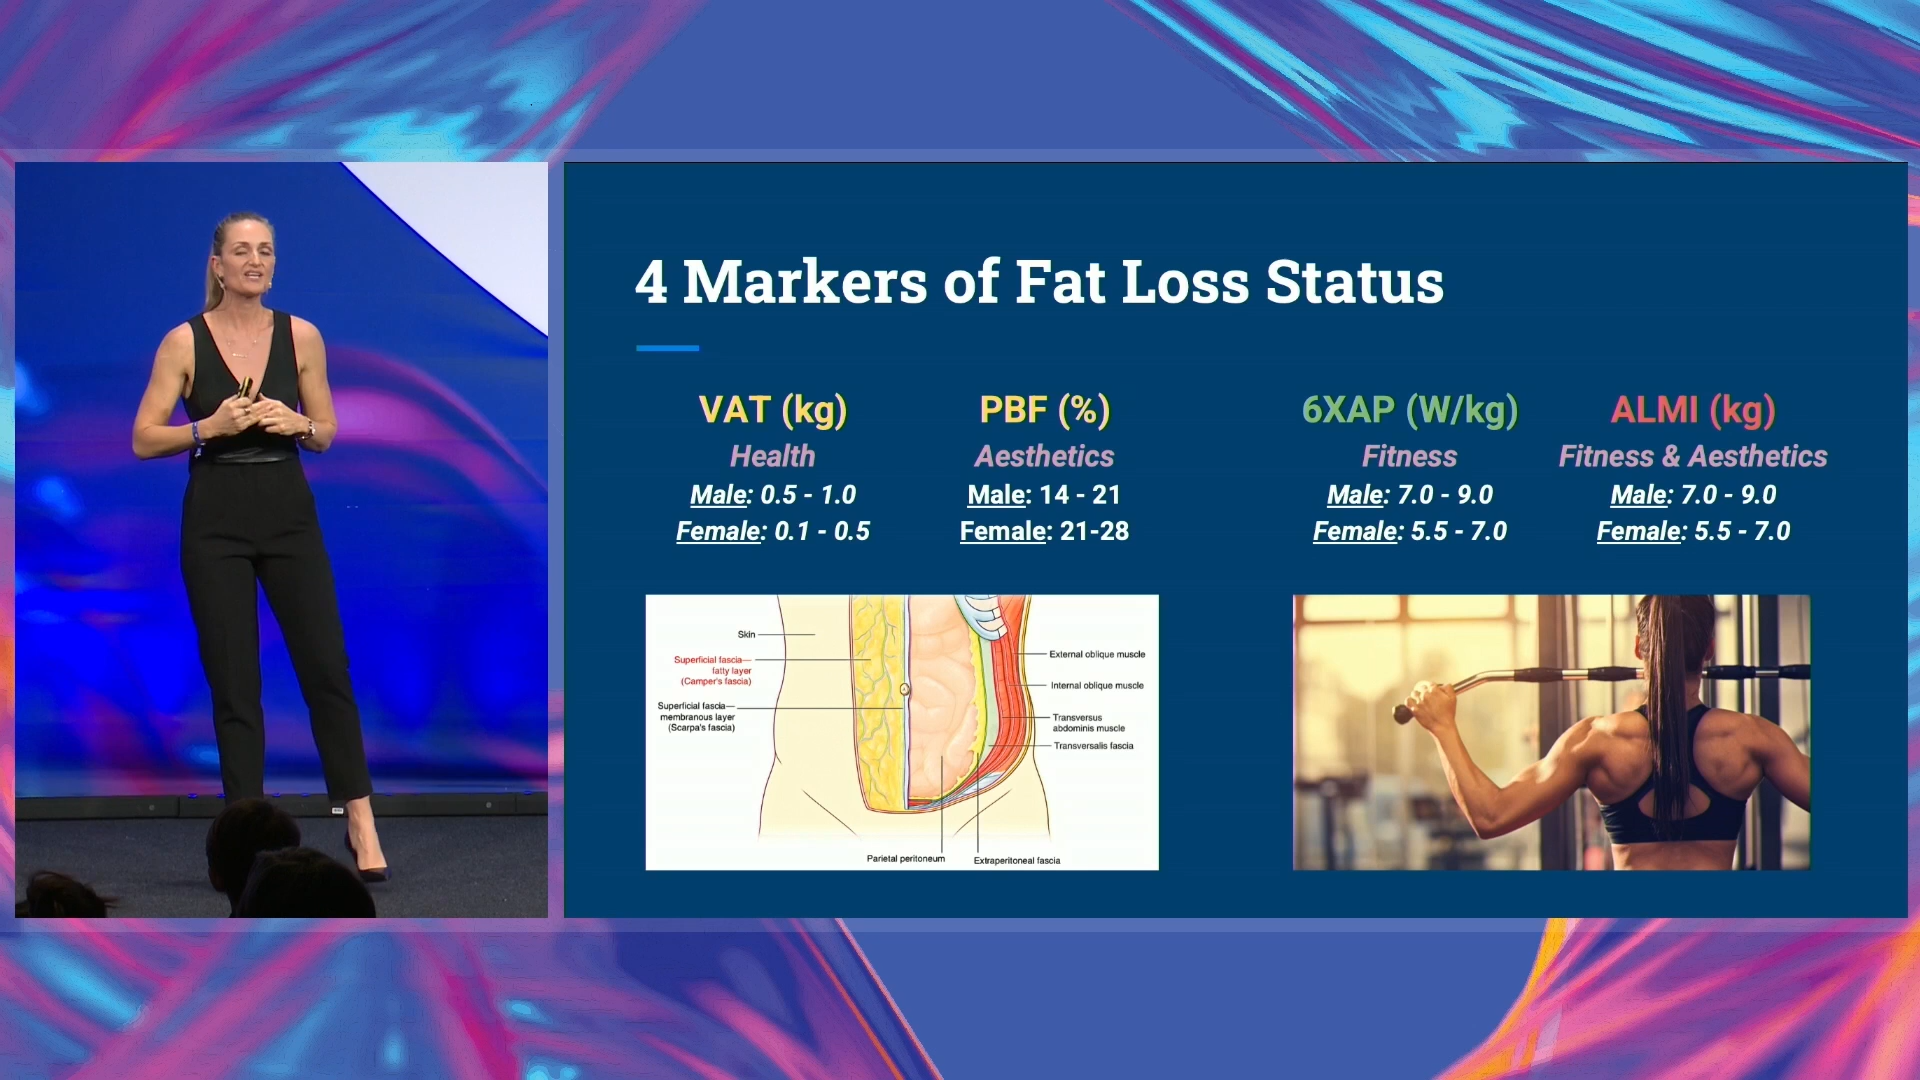 4 Markers of Fat Loss Status
VAT (kg)
Health
Male: 0.5 - 1.0
Female: 0.1 - 0.5
PBF (%)
Aesthetics
Male: 14 - 21
Female: 21-28
6XAP (W/kg)
Fitness
Male: 7.0 - 9.0
Female: 5.5 - 7.0
ALMI (kg)
Fitness & Aesthetics
Male: 7.0 - 9.0
Female: 5.5 - 7.0
Skin
Superficial fascia—
fatty layer
(Camper's fascia)
Superficial fascia—
membranous layer
(Scarpa's fascia)
External oblique muscle
Internal oblique muscle
Transversus
abdominis muscle
Transversalis fascia
Parietal peritoneum
Extraperitoneal fascia